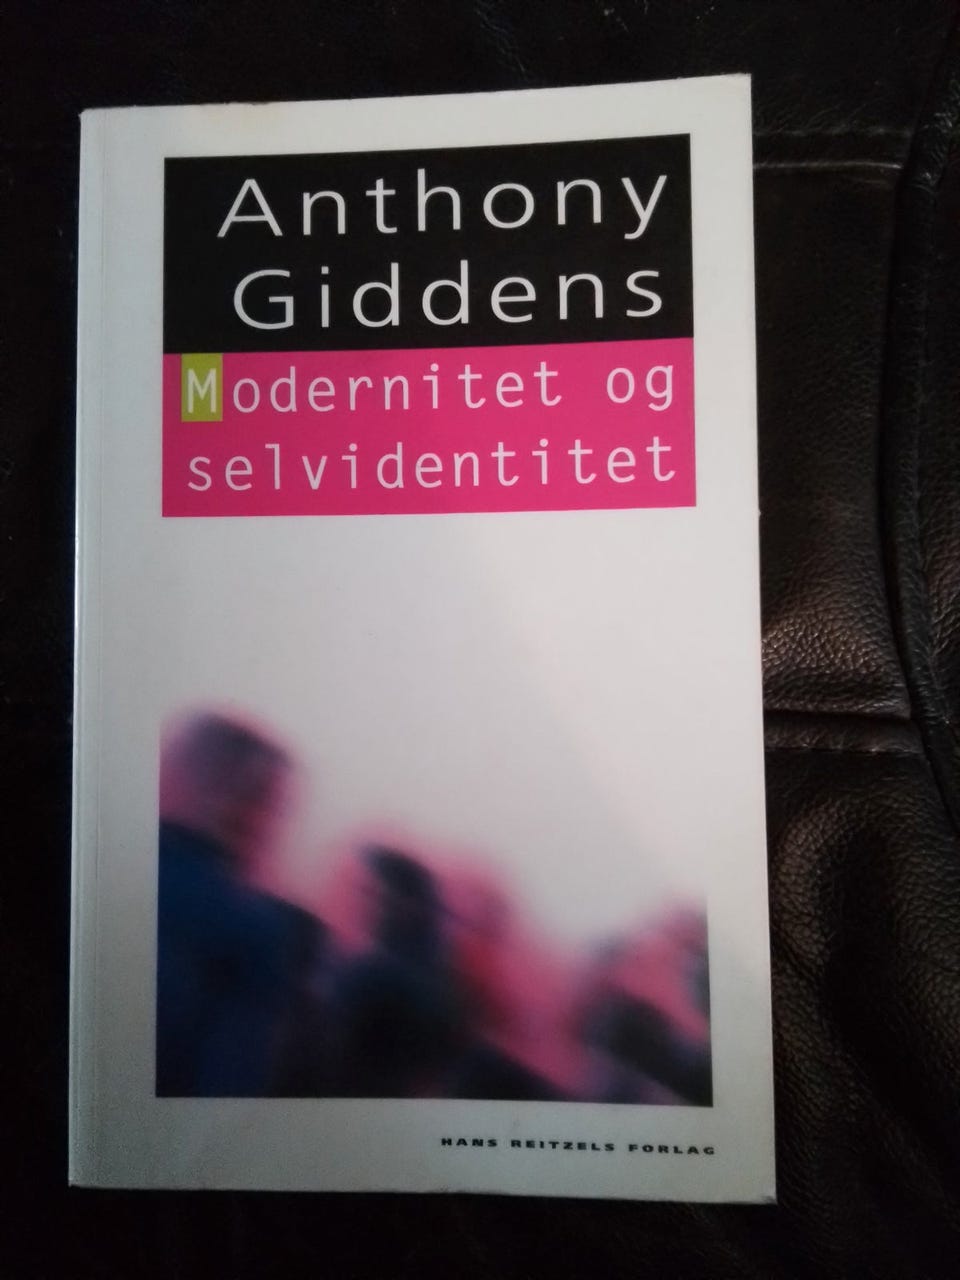 Anthony
Giddens
Modernitet og
selvidentitet
HANS REITZELS FORLAG